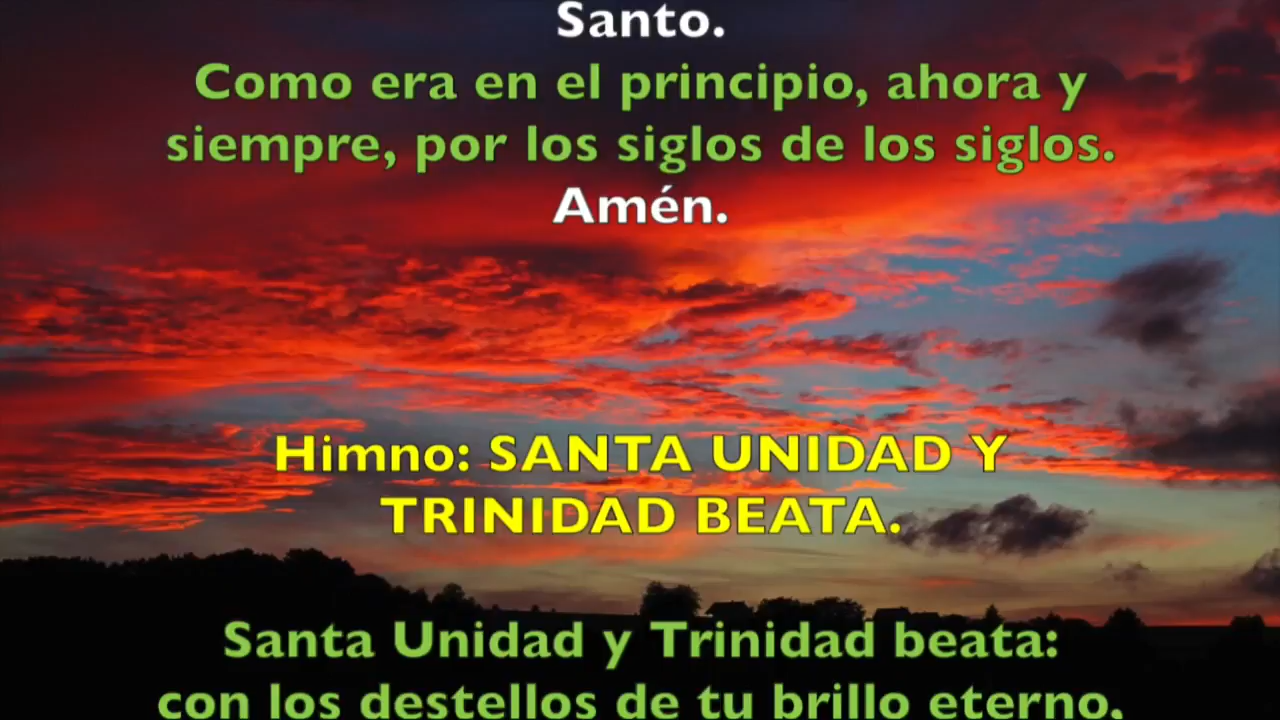 Santo.
Como era en el principio, ahora y
siempre, por los siglos de los siglos.
Amén.
Himno: SANTA UNIDAD Y
TRINIDAD BEATA.
Santa Unidad y Trinidad beata:
con los destellos de tu brillo eterno,